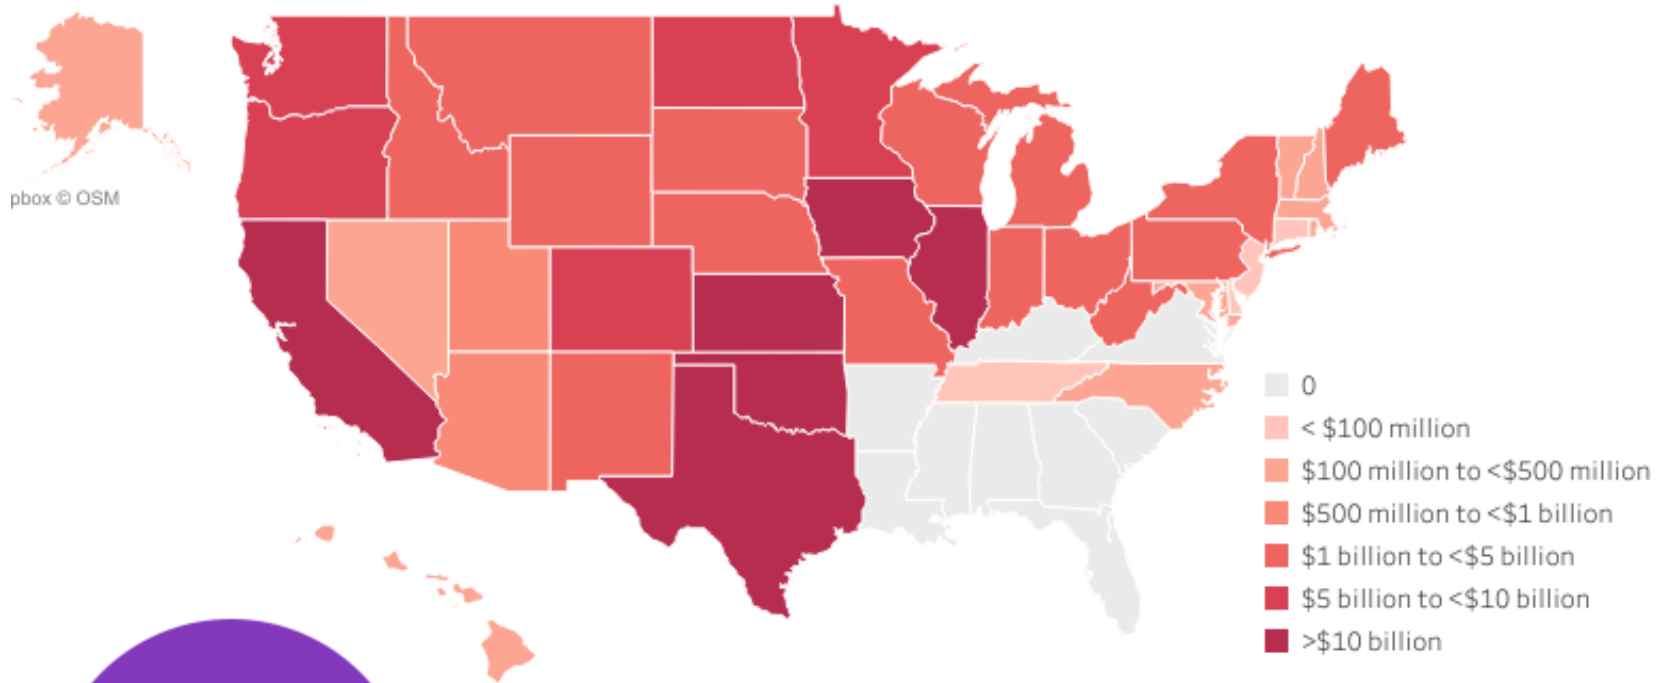 pbox © OSM
0
< $100 million
$100 million to <$500 million
$500 million to <$1 billion
$1 billion to <$5 billion
$5 billion to <$10 billion
>$10 billion